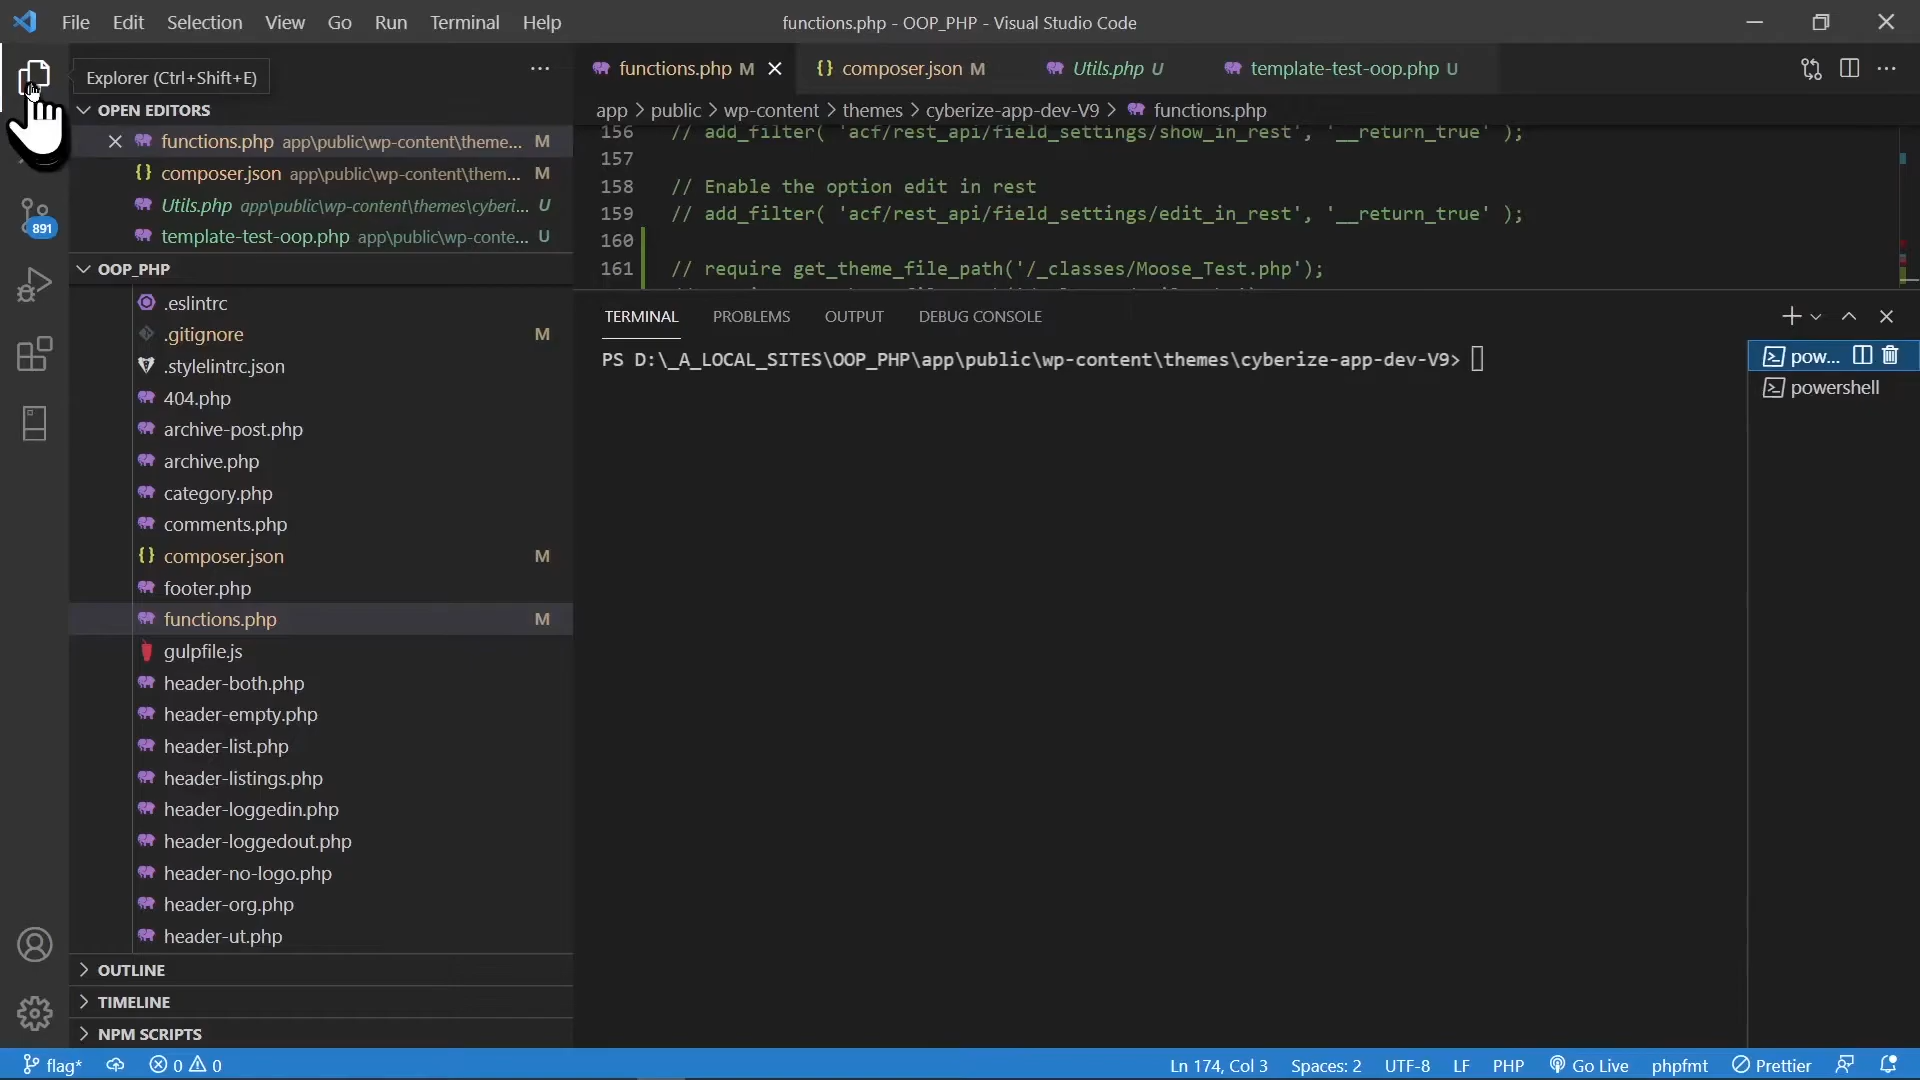 File Edit Selection View Go Run Terminal Help
functions.php - OOP_PHP - Visual Studio Code
Explorer (Ctrl+Shift+E)
OPEN EDITORS
functions.php app\public\wp-content\theme... M
composer.json app\public\wp-content\them... M
Utils.php app\public\wp-content\themes\cyberi... U
template-test-oop.php app\public\wp-conte... U
OOP_PHP
.eslintrc
.gitignore M
.stylelintrc.json
404.php
archive-post.php
archive.php
category.php
comments.php
composer.json M
footer.php
functions.php M
gulpfile.js
header-both.php
header-empty.php
header-list.php
header-listings.php
header-loggedin.php
header-loggedout.php
header-no-logo.php
header-org.php
header-ut.php
OUTLINE
TIMELINE
NPM SCRIPTS
891
functions.php M composer.json M Utils.php U template-test-oop.php U
app > public > wp-content > themes > cyberize-app-dev-V9 > functions.php
156 // add_filter( 'acf/rest_api/field_settings/show_in_rest', '__return_true' );
157
158 // Enable the option edit in rest
159 // add_filter( 'acf/rest_api/field_settings/edit_in_rest', '__return_true' );
160
161 // require get_theme_file_path('/_classes/Moose_Test.php');
TERMINAL PROBLEMS OUTPUT DEBUG CONSOLE
PS D:\_A_LOCAL_SITES\OOP_PHP\app\public\wp-content\themes\cyberize-app-dev-V9>
pow...
powershell
flag* 0 0 Ln 174, Col 3 Spaces: 2 UTF-8 LF PHP Go Live phpfmt Prettier